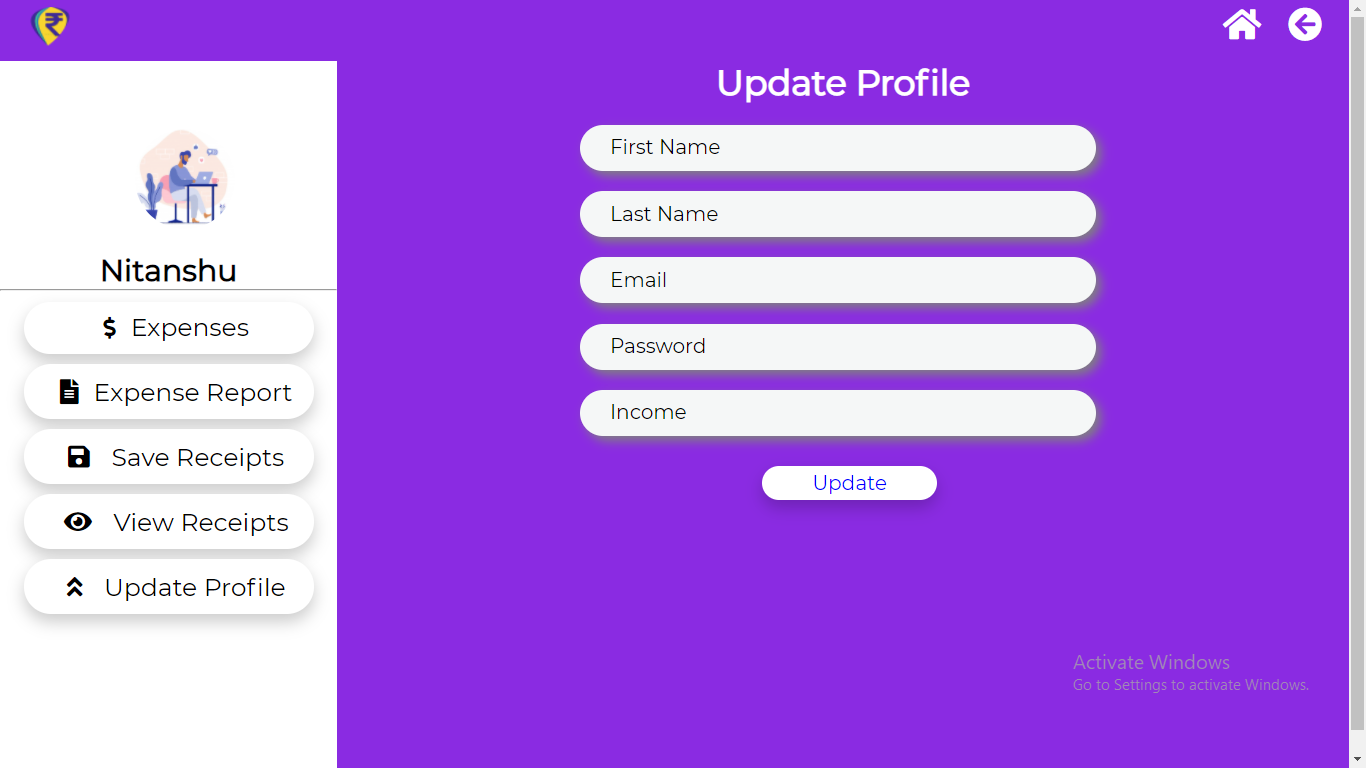 Update Profile
First Name
Last Name
Email
Password
Income
Update
Nitanshu
Expenses
Expense Report
Save Receipts
View Receipts
Update Profile
Activate Windows
Go to Settings to activate Windows.